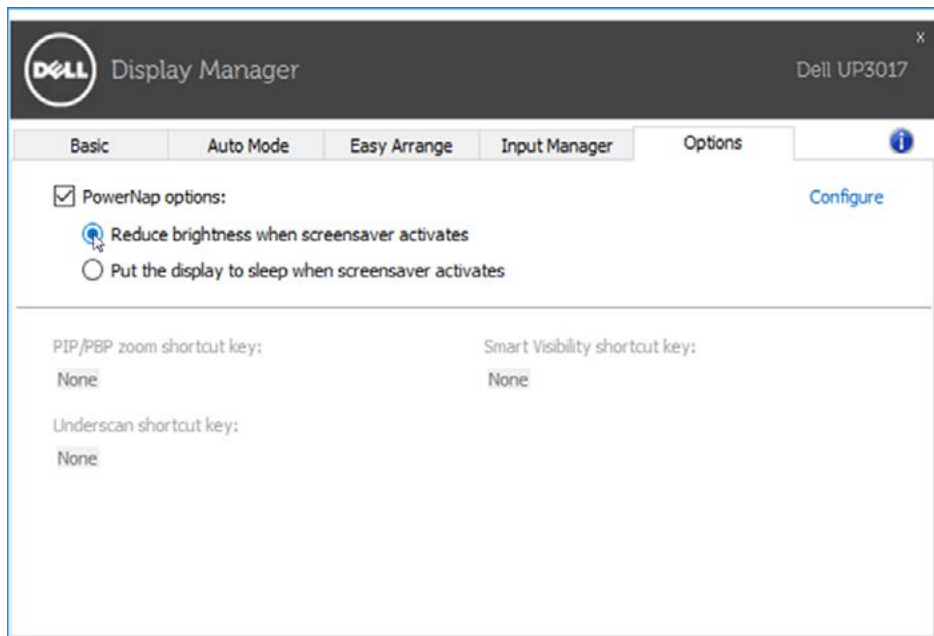 DELL Display Manager
x
Dell UP3017
Basic Auto Mode Easy Arrange Input Manager Options i
PowerNap options:
Configure
Reduce brightness when screensaver activates
Put the display to sleep when screensaver activates
PIP/PBP zoom shortcut key:
Smart Visibility shortcut key:
None
None
Underscan shortcut key:
None